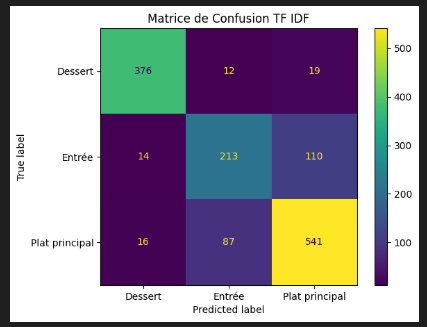 Matrice de Confusion TF IDF
Dessert
376
12
19
Entrée
14
213
110
Plat principal
16
87
541
Dessert
Entrée
Plat principal
Predicted label
True label
500
400
300
200
100